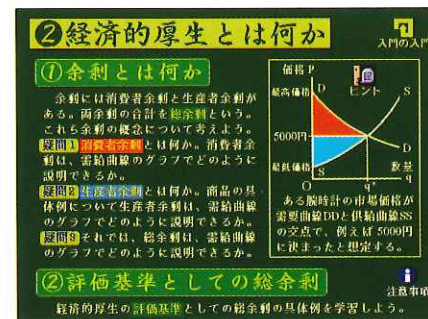 ②経済的厚生とは何か
入門の入門
①余剰とは何か
余剰には消費者余剰と生産者余剰が
ある。両余剰の合計を総余剰という。
これら余剰の概念について考えよう。
疑問1 消費者余剰とは何か。消費者余
剰は、需給曲線のグラフでどのように
説明できるか。
疑問2 生産者余剰とは何か。商品の具
体例について生産者余剰は、需給曲線
のグラフでどのように説明できるか。
疑問3 それでは、総余剰は、需給曲線
のグラフでどのように説明できるか。
価格 P
最高価格
D
ヒント
S
5000円
最低価格
S
D
数量
O
q*
q
ある腕時計の市場価格が
需要曲線DDと供給曲線SS
の交点で、例えば 5000円
に決まったと想定する。
②評価基準としての総余剰
注意事項
経済的厚生の評価基準としての総余剰の具体例を学習しよう。